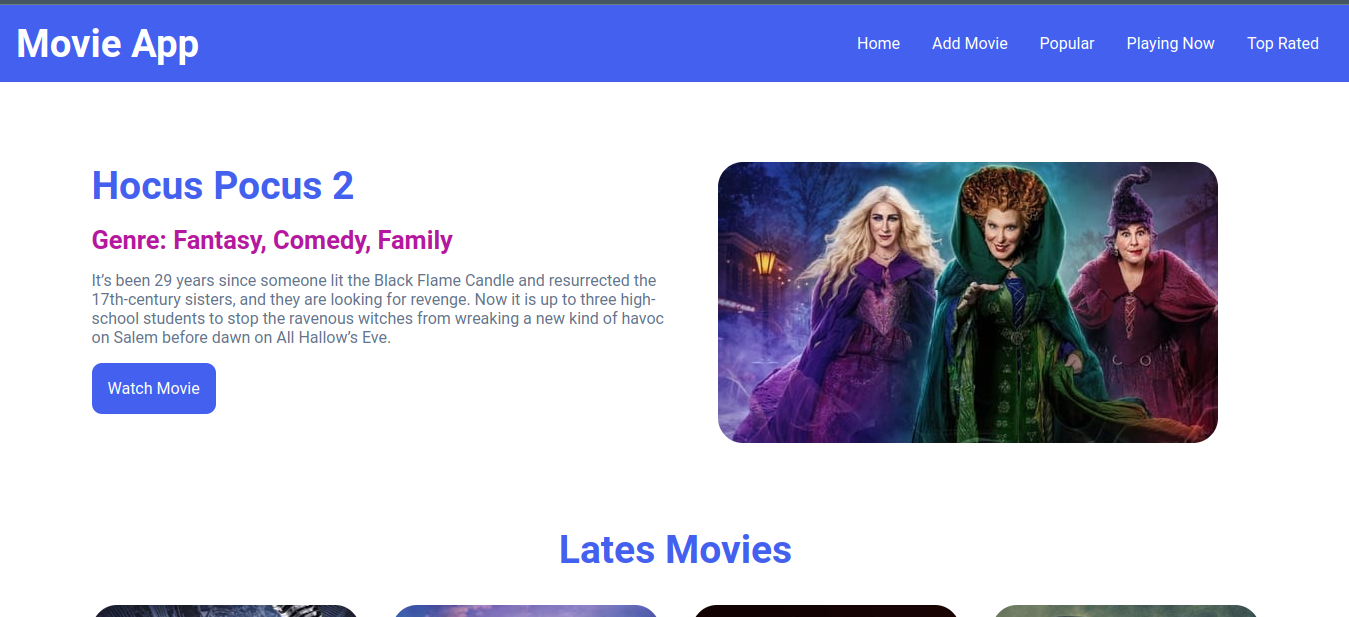 Movie App
Home
Add Movie
Popular
Playing Now
Top Rated
Hocus Pocus 2
Genre: Fantasy, Comedy, Family
It’s been 29 years since someone lit the Black Flame Candle and resurrected the
17th-century sisters, and they are looking for revenge. Now it is up to three high-
school students to stop the ravenous witches from wreaking a new kind of havoc
on Salem before dawn on All Hallow’s Eve.
Watch Movie
Lates Movies